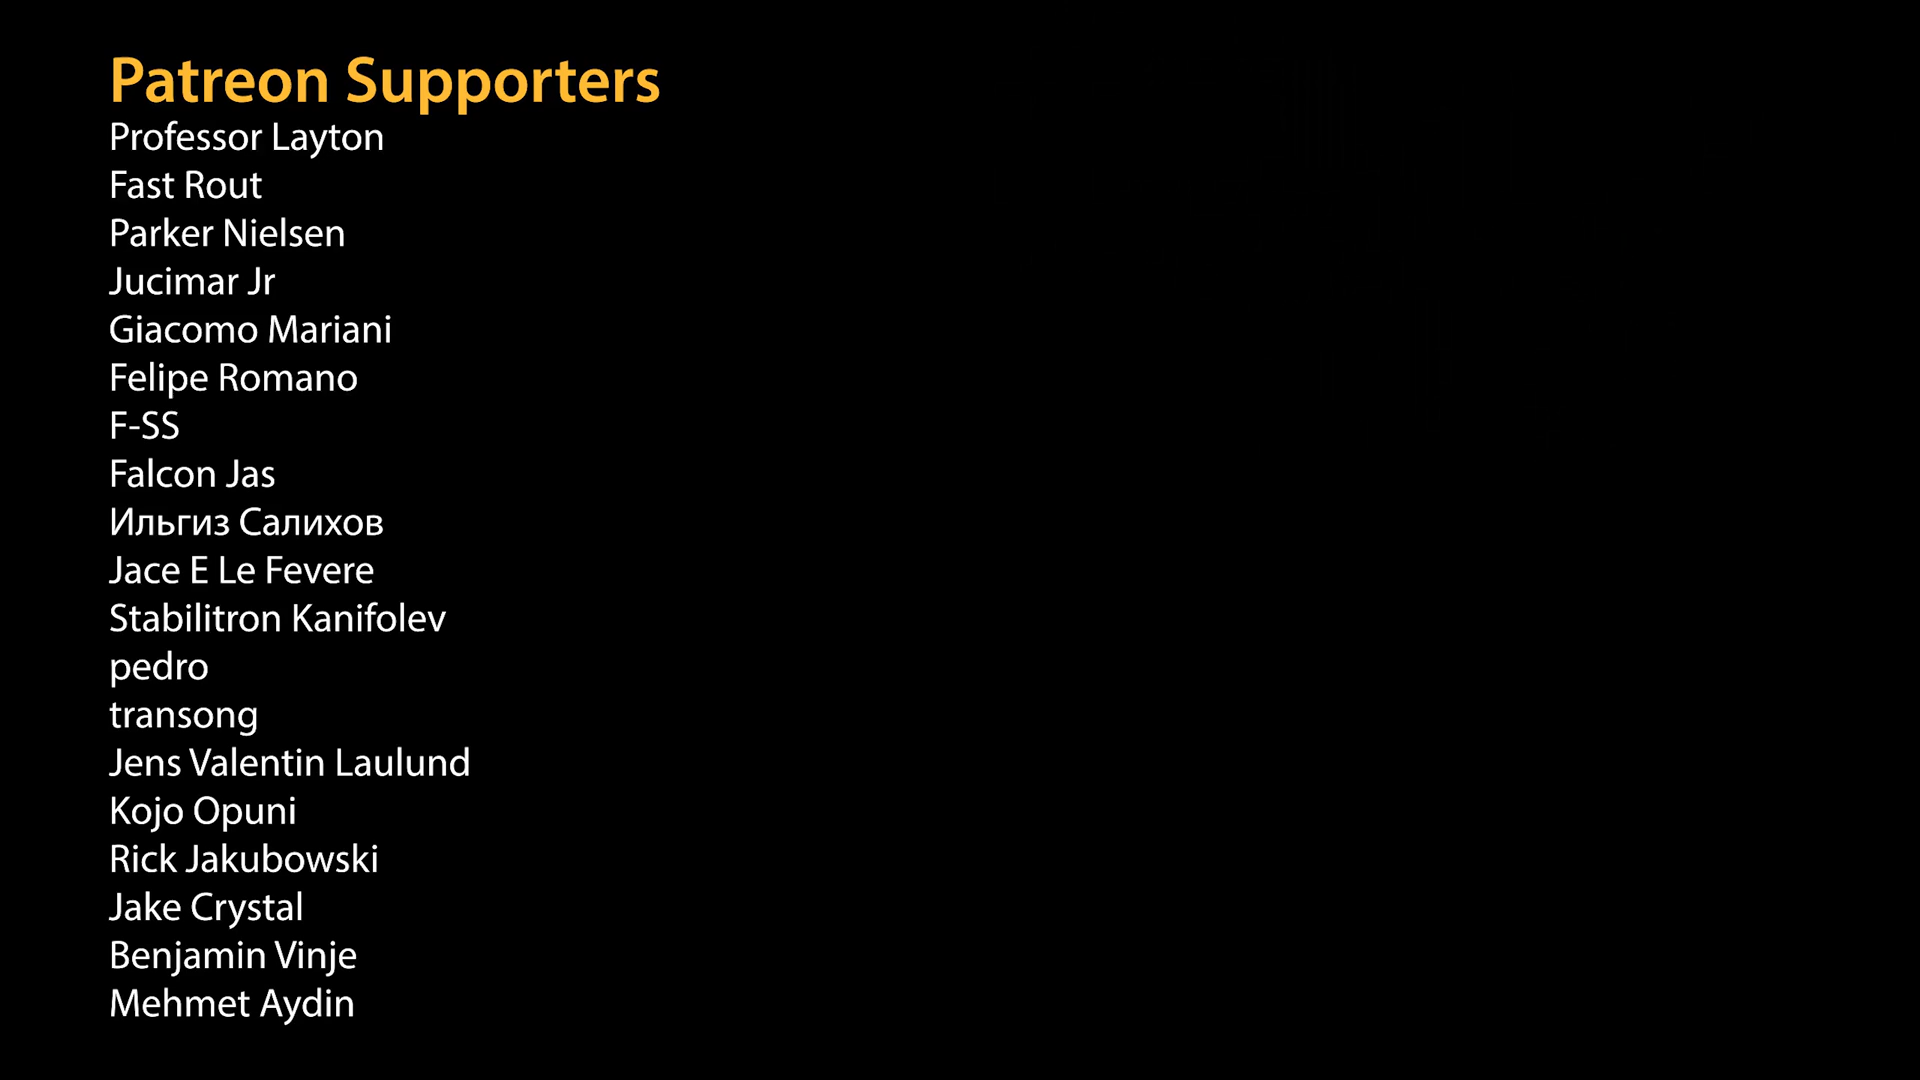 Patreon Supporters
Professor Layton
Fast Rout
Parker Nielsen
Jucimar Jr
Giacomo Mariani
Felipe Romano
F-SS
Falcon Jas
Ильгиз Салихов
Jace E Le Fevere
Stabilitron Kanifolev
pedro
transong
Jens Valentin Laulund
Kojo Opuni
Rick Jakubowski
Jake Crystal
Benjamin Vinje
Mehmet Aydin